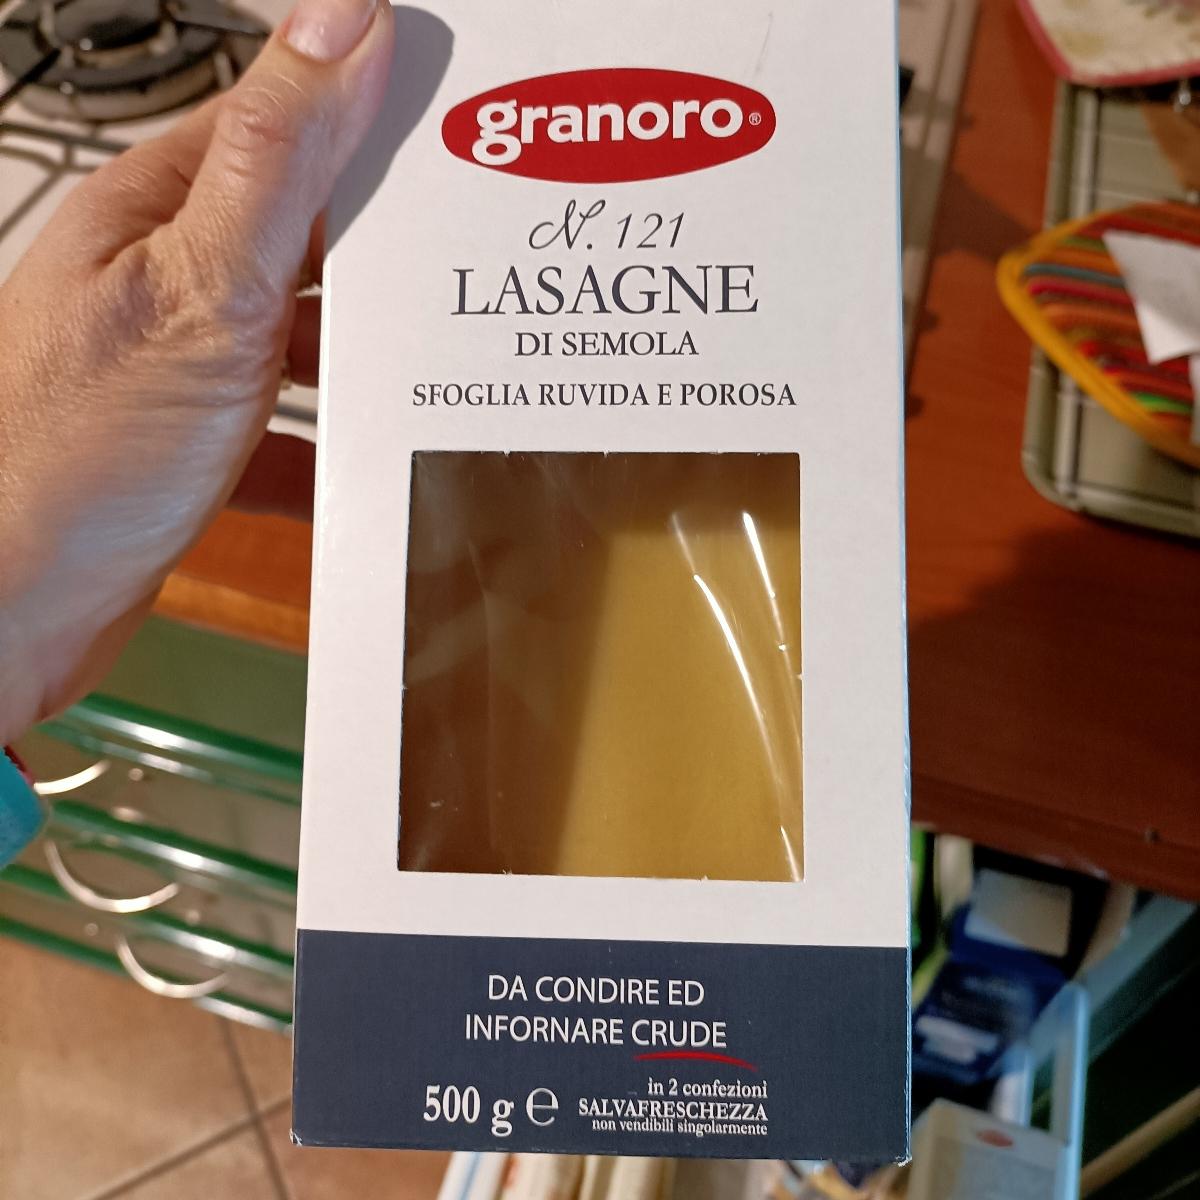 granoro®
N. 121
LASAGNE
DI SEMOLA
SFOGLIA RUVIDA E POROSA
DA CONDIRE ED
INFORNARE CRUDE
500 g ℮
in 2 confezioni
SALVAFRESCHEZZA
non vendibili singolarmente